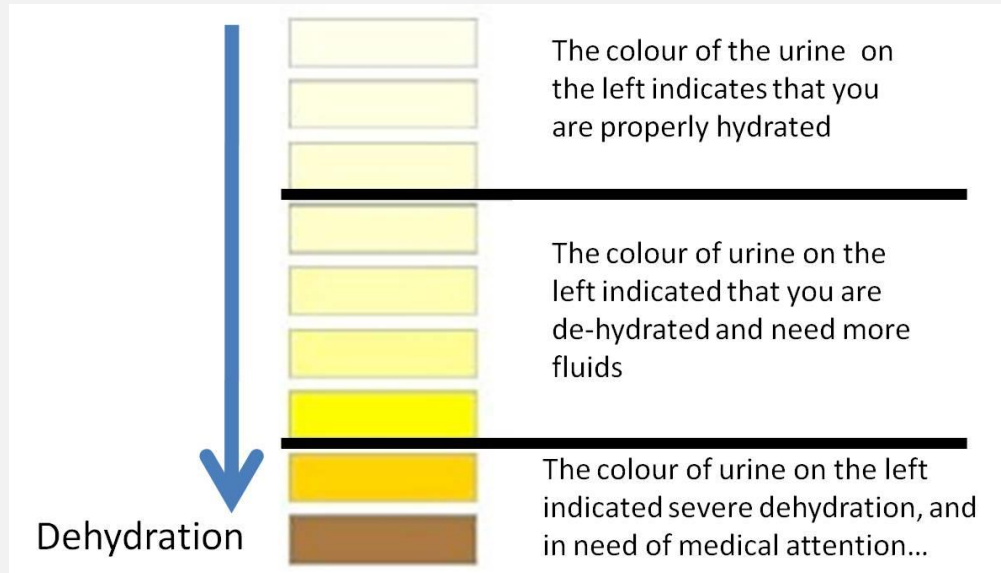 The colour of the urine on
the left indicates that you
are properly hydrated
The colour of urine on the
left indicated that you are
de-hydrated and need more
fluids
The colour of urine on the left
indicated severe dehydration, and
in need of medical attention...
Dehydration